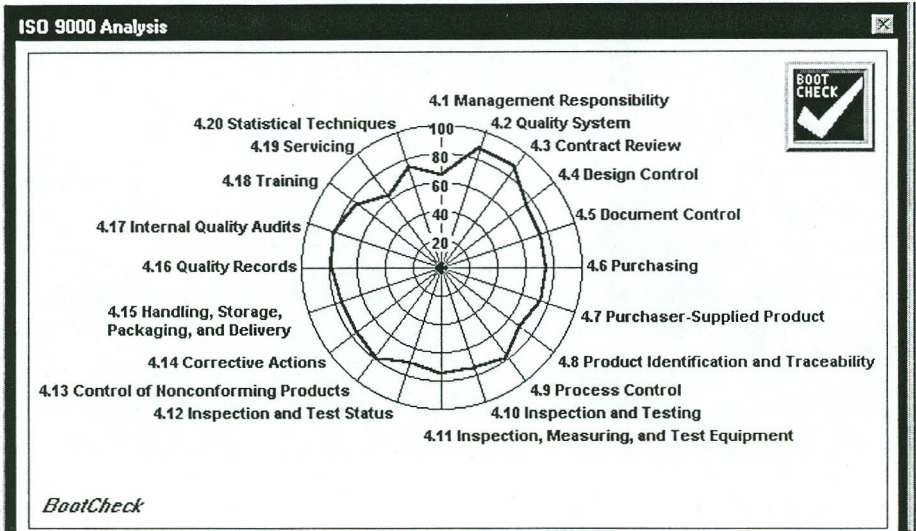 ISO 9000 Analysis
BOOT
CHECK
4.1 Management Responsibility
4.2 Quality System
4.3 Contract Review
4.4 Design Control
4.5 Document Control
4.6 Purchasing
4.7 Purchaser-Supplied Product
4.8 Product Identification and Traceability
4.9 Process Control
4.10 Inspection and Testing
4.11 Inspection, Measuring, and Test Equipment
4.12 Inspection and Test Status
4.13 Control of Nonconforming Products
4.14 Corrective Actions
4.15 Handling, Storage,
Packaging, and Delivery
4.16 Quality Records
4.17 Internal Quality Audits
4.18 Training
4.19 Servicing
4.20 Statistical Techniques
100
80
60
40
20
BootCheck